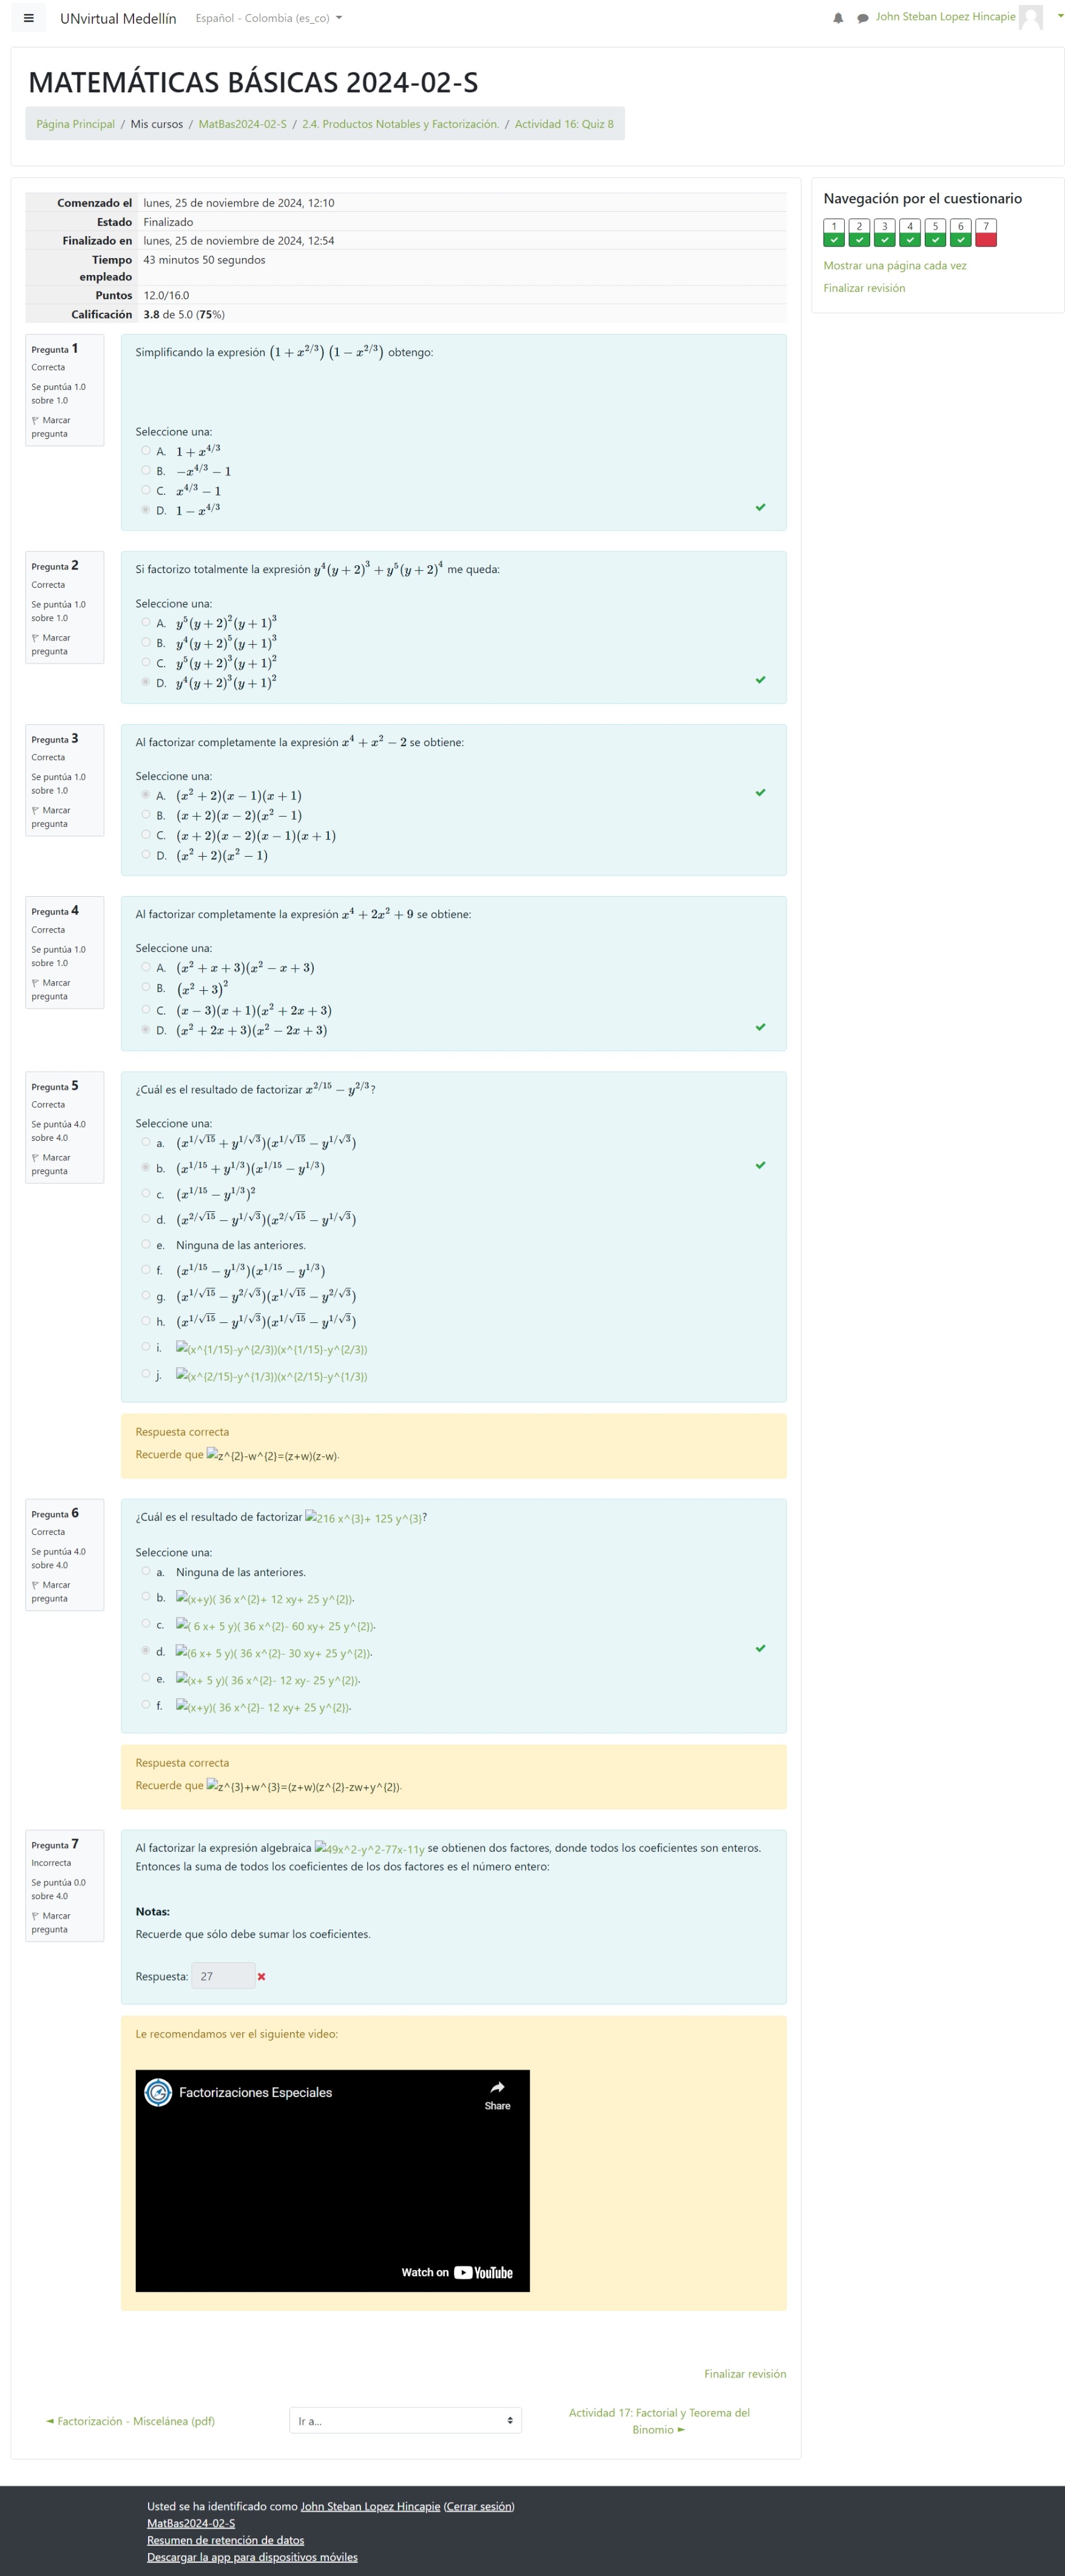 UNvirtual Medellín Español - Colombia (es_co) John Steban Lopez Hincapie
MATEMÁTICAS BÁSICAS 2024-02-S
Página Principal / Mis cursos / MatBas2024-02-S / 2.4. Productos Notables y Factorización. / Actividad 16: Quiz 8
Comenzado el lunes, 25 de noviembre de 2024, 12:10
Estado Finalizado
Finalizado en lunes, 25 de noviembre de 2024, 12:54
Tiempo empleado 43 minutos 50 segundos
Puntos 12.0/16.0
Calificación 3.8 de 5.0 (75%)
Navegación por el cuestionario
1 2 3 4 5 6 7
Mostrar una página cada vez
Finalizar revisión
Pregunta 1
Correcta
Se puntúa 1.0
sobre 1.0
Marcar
pregunta
Simplificando la expresión (1 + x^{2/3}) (1 − x^{2/3}) obtengo:
Seleccione una:
A. 1 + x^{4/3}
B. −x^{4/3} − 1
C. x^{4/3} − 1
D. 1 − x^{4/3}
Pregunta 2
Correcta
Se puntúa 1.0
sobre 1.0
Marcar
pregunta
Si factorizo totalmente la expresión y^4(y + 2)^3 + y^5(y + 2)^4 me queda:
Seleccione una:
A. y^5(y + 2)^2(y + 1)^3
B. y^4(y + 2)^5(y + 1)^3
C. y^5(y + 2)^3(y + 1)^2
D. y^4(y + 2)^3(y + 1)^2
Pregunta 3
Correcta
Se puntúa 1.0
sobre 1.0
Marcar
pregunta
Al factorizar completamente la expresión x^4 + x^2 − 2 se obtiene:
Seleccione una:
A. (x^2 + 2)(x − 1)(x + 1)
B. (x + 2)(x − 2)(x^2 − 1)
C. (x + 2)(x − 2)(x − 1)(x + 1)
D. (x^2 + 2)(x^2 − 1)
Pregunta 4
Correcta
Se puntúa 1.0
sobre 1.0
Marcar
pregunta
Al factorizar completamente la expresión x^4 + 2x^2 + 9 se obtiene:
Seleccione una:
A. (x^2 + x + 3)(x^2 − x + 3)
B. (x^2 + 3)^2
C. (x − 3)(x + 1)(x^2 + 2x + 3)
D. (x^2 + 2x + 3)(x^2 − 2x + 3)
Pregunta 5
Correcta
Se puntúa 4.0
sobre 4.0
Marcar
pregunta
¿Cuál es el resultado de factorizar x^{2/15} − y^{2/3}?
Seleccione una:
a. (x^{1/√15} + y^{1/√3})(x^{1/√15} − y^{1/√3})
b. (x^{1/15} + y^{1/3})(x^{1/15} − y^{1/3})
c. (x^{1/15} − y^{1/3})^2
d. (x^{2/√15} − y^{1/√3})(x^{2/√15} − y^{1/√3})
e. Ninguna de las anteriores.
f. (x^{1/15} − y^{1/3})(x^{1/15} − y^{1/3})
g. (x^{1/√15} − y^{2/√3})(x^{1/√15} − y^{2/√3})
h. (x^{1/√15} − y^{1/√3})(x^{1/√15} − y^{1/√3})
i. (x^{1/15}-y^{2/3})(x^{1/15}-y^{2/3})
j. (x^{2/15}-y^{1/3})(x^{2/15}-y^{1/3})
Respuesta correcta
Recuerde que z^{2}-w^{2}=(z+w)(z-w).
Pregunta 6
Correcta
Se puntúa 4.0
sobre 4.0
Marcar
pregunta
¿Cuál es el resultado de factorizar 216 x^{3}+ 125 y^{3}?
Seleccione una:
a. Ninguna de las anteriores.
b. (x+y)( 36 x^{2}+ 12 xy+ 25 y^{2}).
c. ( 6 x+ 5 y)( 36 x^{2}- 60 xy+ 25 y^{2}).
d. (6 x+ 5 y)( 36 x^{2}- 30 xy+ 25 y^{2}).
e. (x+ 5 y)( 36 x^{2}- 12 xy- 25 y^{2}).
f. (x+y)( 36 x^{2}- 12 xy+ 25 y^{2}).
Respuesta correcta
Recuerde que z^{3}+w^{3}=(z+w)(z^{2}-zw+y^{2}).
Pregunta 7
Incorrecta
Se puntúa 0.0
sobre 4.0
Marcar
pregunta
Al factorizar la expresión algebraica 49x^2-y^2-77x-11y se obtienen dos factores, donde todos los coeficientes son enteros.
Entonces la suma de todos los coeficientes de los dos factores es el número entero:
Notas:
Recuerde que sólo debe sumar los coeficientes.
Respuesta: 27
Le recomendamos ver el siguiente video:
Factorizaciones Especiales
Share
Watch on YouTube
Finalizar revisión
◄ Factorización - Miscelánea (pdf)
Ir a...
Actividad 17: Factorial y Teorema del
Binomio ►
Usted se ha identificado como John Steban Lopez Hincapie (Cerrar sesión)
MatBas2024-02-S
Resumen de retención de datos
Descargar la app para dispositivos móviles